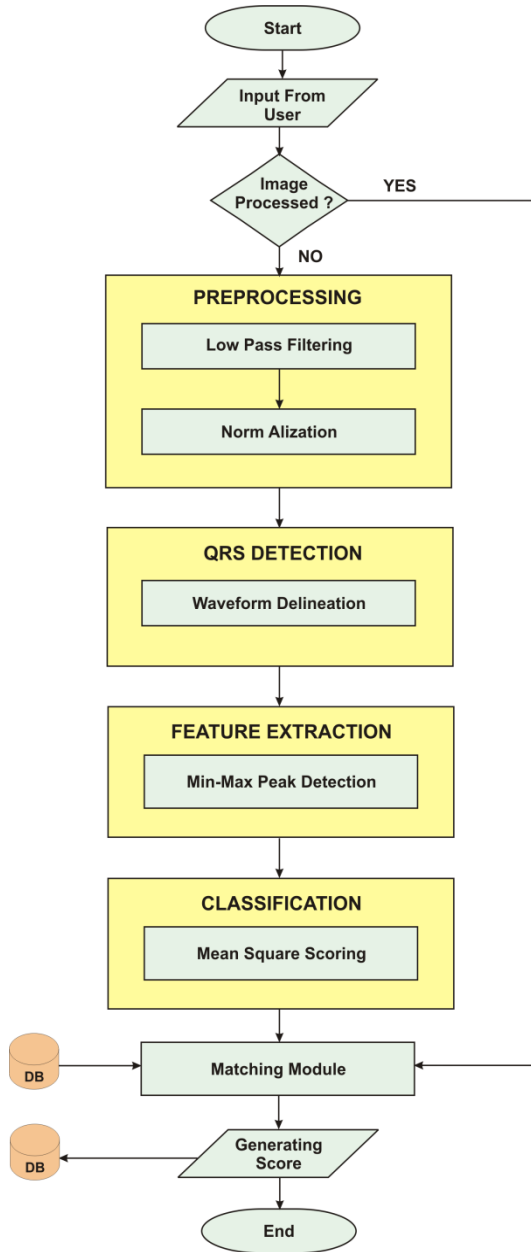 Start
Input From
User
Image
Processed ?
YES
NO
PREPROCESSING
Low Pass Filtering
Norm Alization
QRS DETECTION
Waveform Delineation
FEATURE EXTRACTION
Min-Max Peak Detection
CLASSIFICATION
Mean Square Scoring
DB
Matching Module
Generating
Score
DB
End